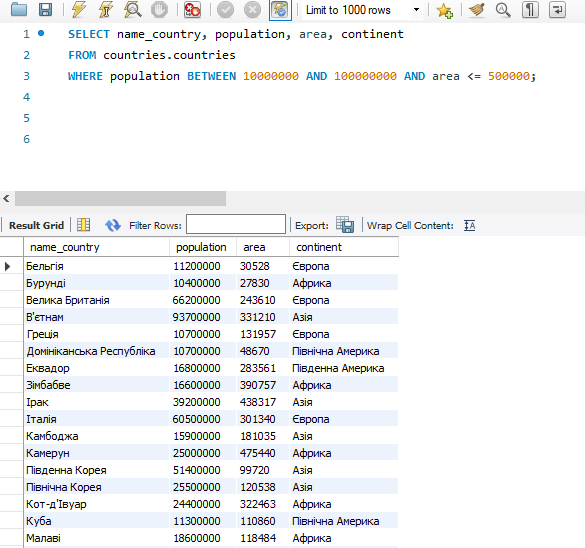 Limit to 1000 rows
1 SELECT name_country, population, area, continent
2 FROM countries.countries
3 WHERE population BETWEEN 10000000 AND 100000000 AND area <= 500000;
4
5
6
Result Grid Filter Rows: Export: Wrap Cell Content:
name_country population area continent
Бельгія 11200000 30528 Європа
Бурунді 10400000 27830 Африка
Велика Британія 66200000 243610 Європа
В'єтнам 93700000 331210 Азія
Греція 10700000 131957 Європа
Домініканська Республіка 10700000 48670 Північна Америка
Еквадор 16800000 283561 Південна Америка
Зімбабве 16600000 390757 Африка
Ірак 39200000 438317 Азія
Італія 60500000 301340 Європа
Камбоджа 15900000 181035 Азія
Камерун 25000000 475440 Африка
Південна Корея 51400000 99720 Азія
Північна Корея 25500000 120538 Азія
Кот-д'Івуар 24400000 322463 Африка
Куба 11300000 110860 Північна Америка
Малаві 18600000 118484 Африка